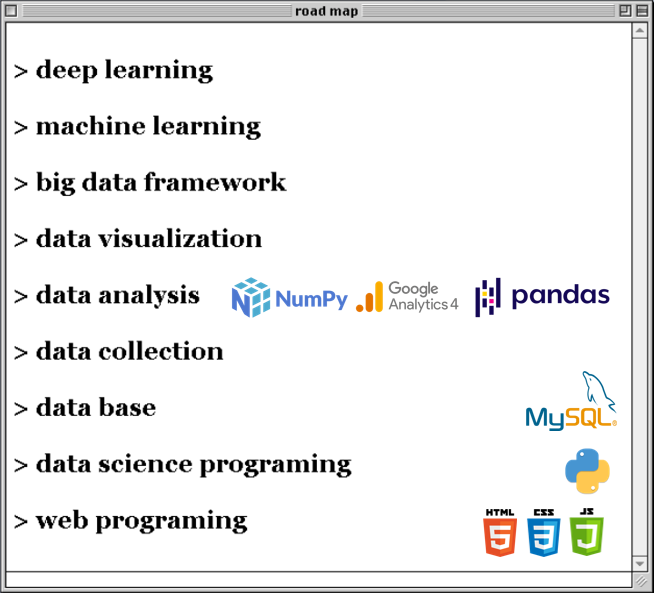 road map
> deep learning
> machine learning
> big data framework
> data visualization
> data analysis NumPy Google Analytics 4 pandas
> data collection
> data base MySQL®
> data science programing
> web programing HTML 5 CSS 3 JS J